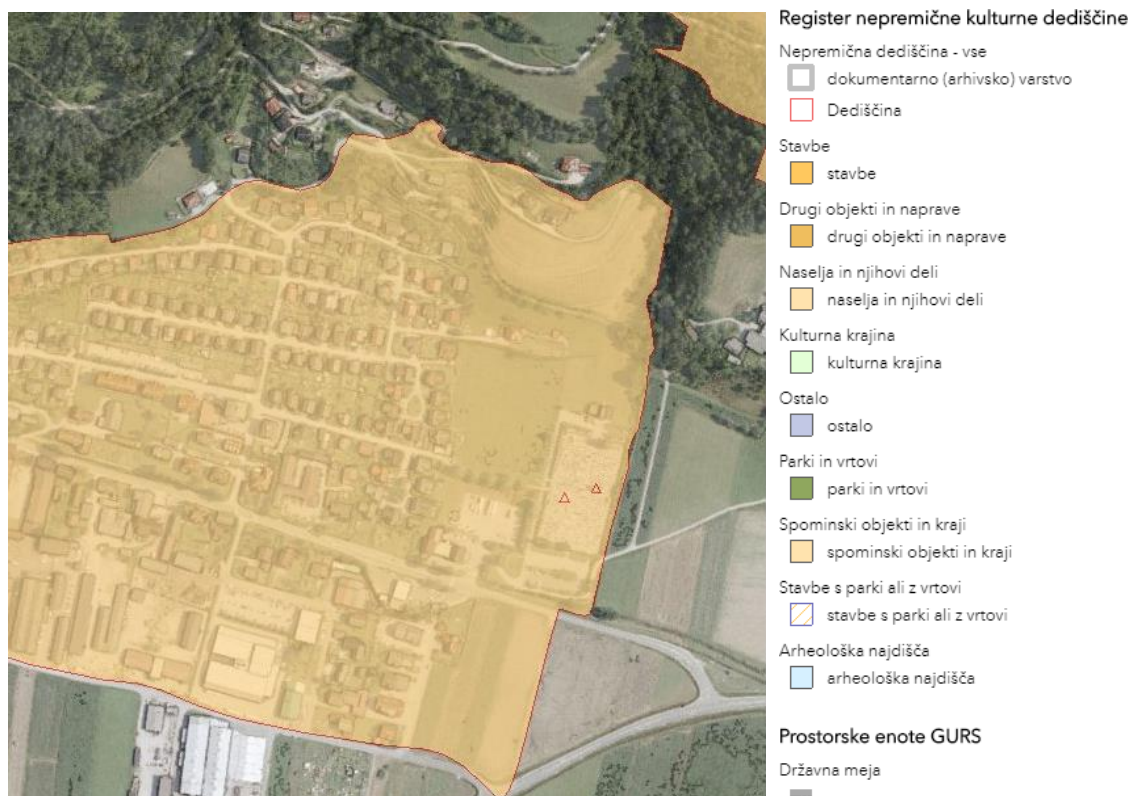 Register nepremične kulturne dediščine
Nepremična dediščina - vse
dokumentarno (arhivsko) varstvo
Dediščina
Stavbe
stavbe
Drugi objekti in naprave
drugi objekti in naprave
Naselja in njihovi deli
naselja in njihovi deli
Kulturna krajina
kulturna krajina
Ostalo
ostalo
Parki in vrtovi
parki in vrtovi
Spominski objekti in kraji
spominski objekti in kraji
Stavbe s parki ali z vrtovi
stavbe s parki ali z vrtovi
Arheološka najdišča
arheološka najdišča
Prostorske enote GURS
Državna meja